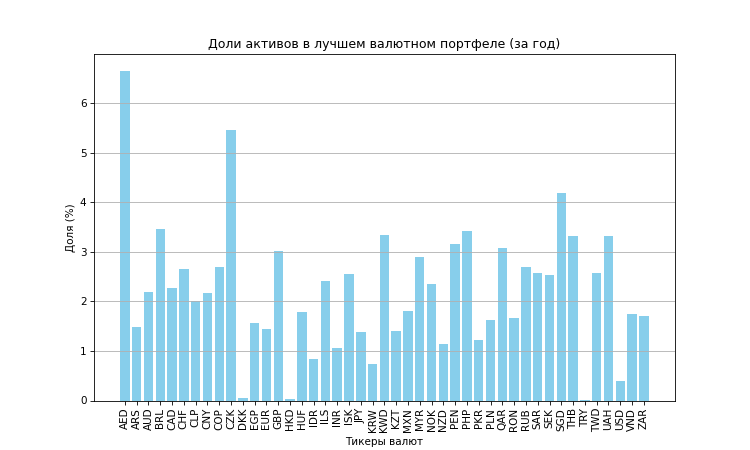 Доли активов в лучшем валютном портфеле (за год)
Доля (%)
6
5
4
3
2
1
0
AED ARS AUD BRL CAD CHF CLP CNY COP CZK DKK EGP EUR GBP HKD HUF IDR ILS INR ISK JPY KRW KWD KZT MXN MYR NOK NZD PEN PHP PKR PLN QAR RON RUB SAR SEK SGD THB TRY TWD UAH USD VND ZAR
Тикеры валют